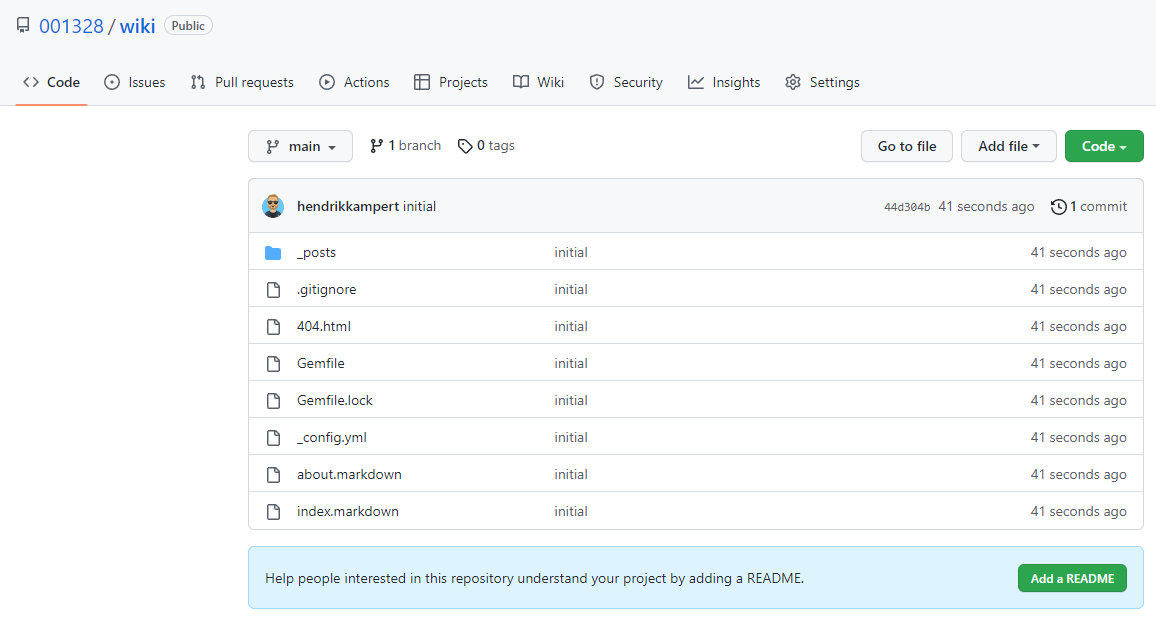 001328 / wiki Public
Code Issues Pull requests Actions Projects Wiki Security Insights Settings
main 1 branch 0 tags Go to file Add file Code
hendrikkampert initial 44d304b 41 seconds ago 1 commit
_posts initial 41 seconds ago
.gitignore initial 41 seconds ago
404.html initial 41 seconds ago
Gemfile initial 41 seconds ago
Gemfile.lock initial 41 seconds ago
_config.yml initial 41 seconds ago
about.markdown initial 41 seconds ago
index.markdown initial 41 seconds ago
Help people interested in this repository understand your project by adding a README. Add a README